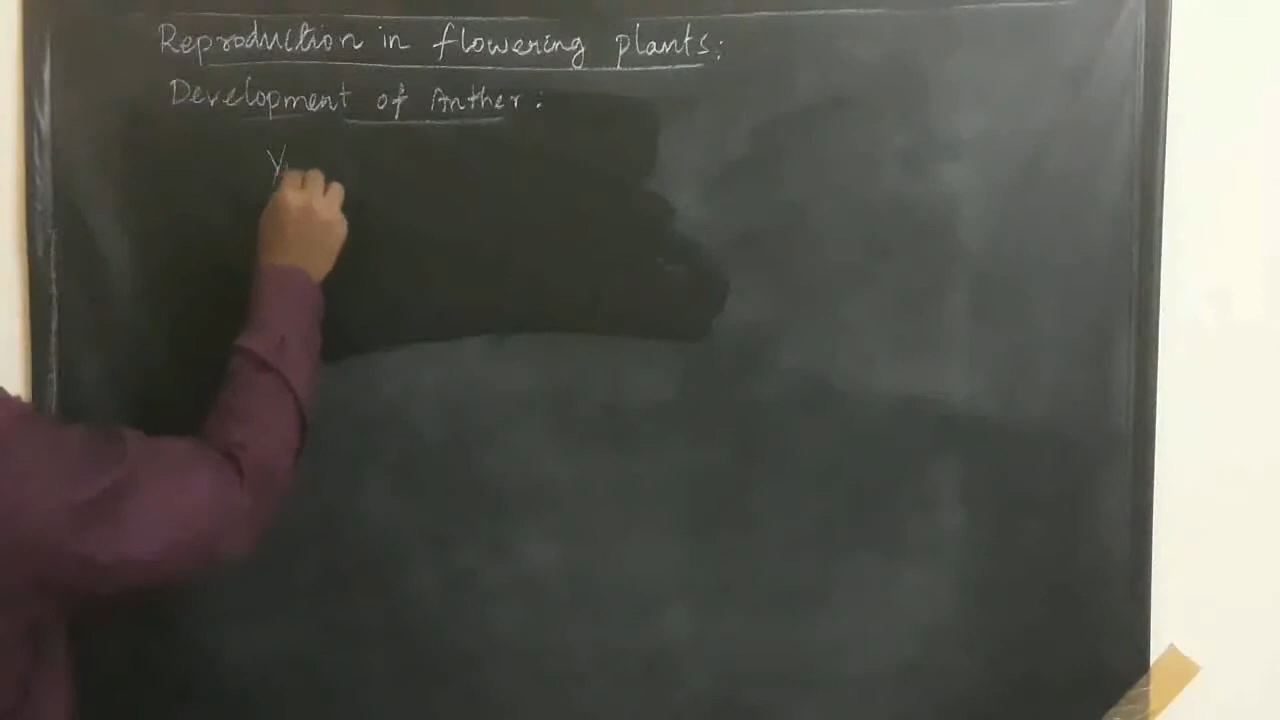 Reproduction in flowering plants:
Development of Anther: